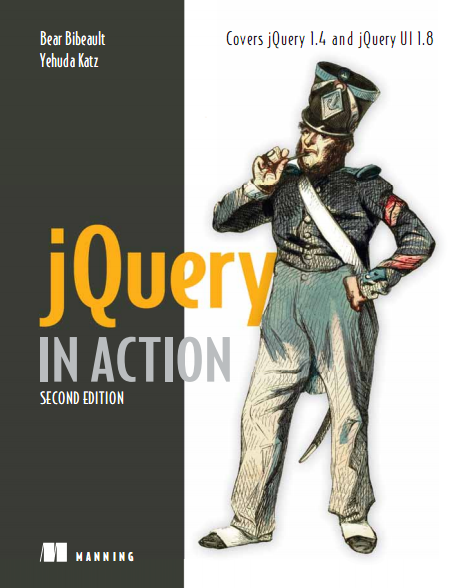 Bear Bibeault
Yehuda Katz
Covers jQuery 1.4 and jQuery UI 1.8
jQuery
IN ACTION
SECOND EDITION
MANNING